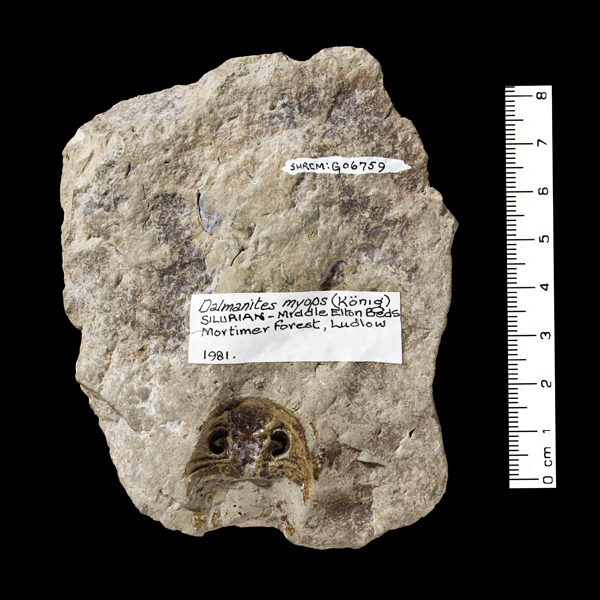 SHRCM: G06759
Dalmanites myops (König)
SILURIAN - Middle Elton Beds
Mortimer Forest, Ludlow
1981.
8
7
6
5
4
3
2
1
0 cm